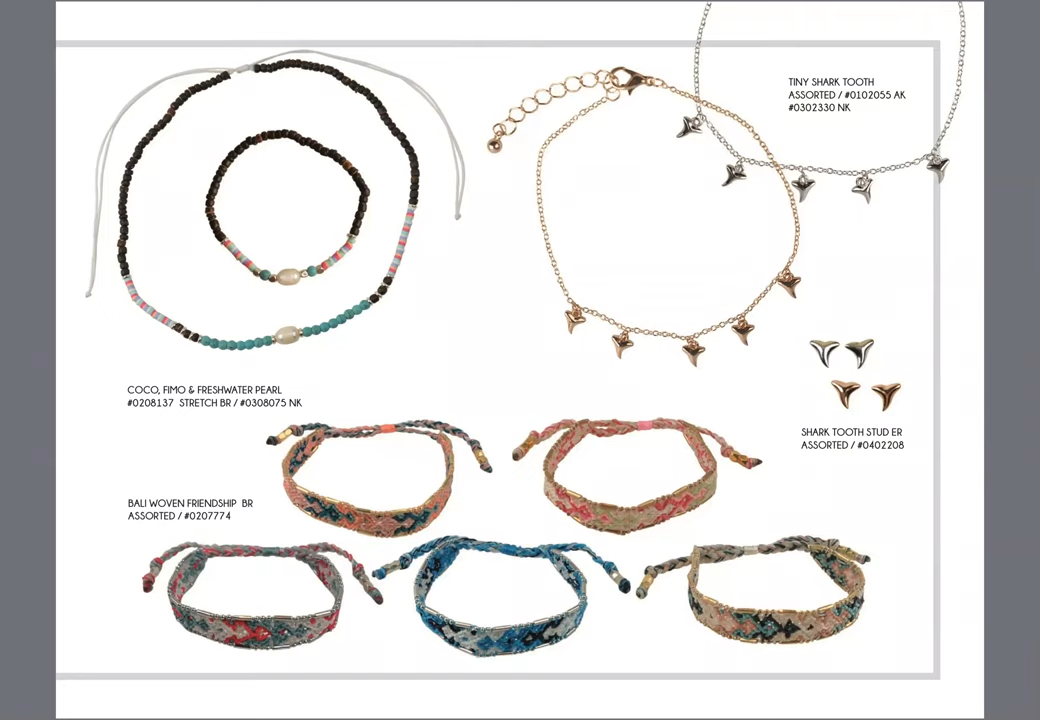 TINY SHARK TOOTH
ASSORTED / #0102055 AK
#0302330 NK
COCO, FIMO & FRESHWATER PEARL
#0208137 STRETCH BR / #0308075 NK
SHARK TOOTH STUD ER
ASSORTED / #0402208
BALI WOVEN FRIENDSHIP BR
ASSORTED / #0207774